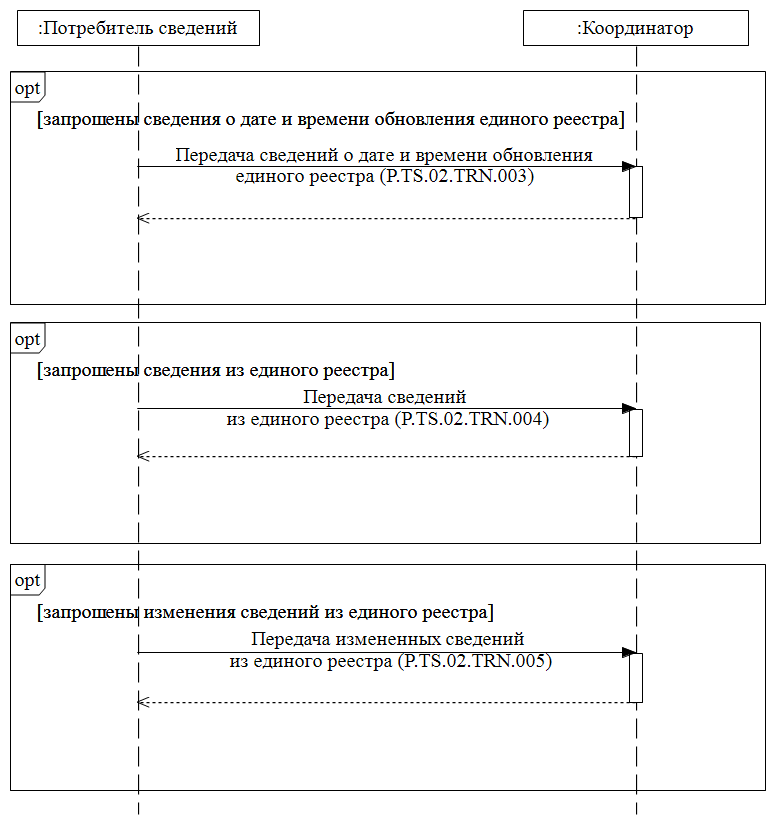 :Потребитель сведений
:Координатор
opt
[запрошены сведения о дате и времени обновления единого реестра]
Передача сведений о дате и времени обновления
единого реестра (P.TS.02.TRN.003)
opt
[запрошены сведения из единого реестра]
Передача сведений
из единого реестра (P.TS.02.TRN.004)
opt
[запрошены изменения сведений из единого реестра]
Передача измененных сведений
из единого реестра (P.TS.02.TRN.005)